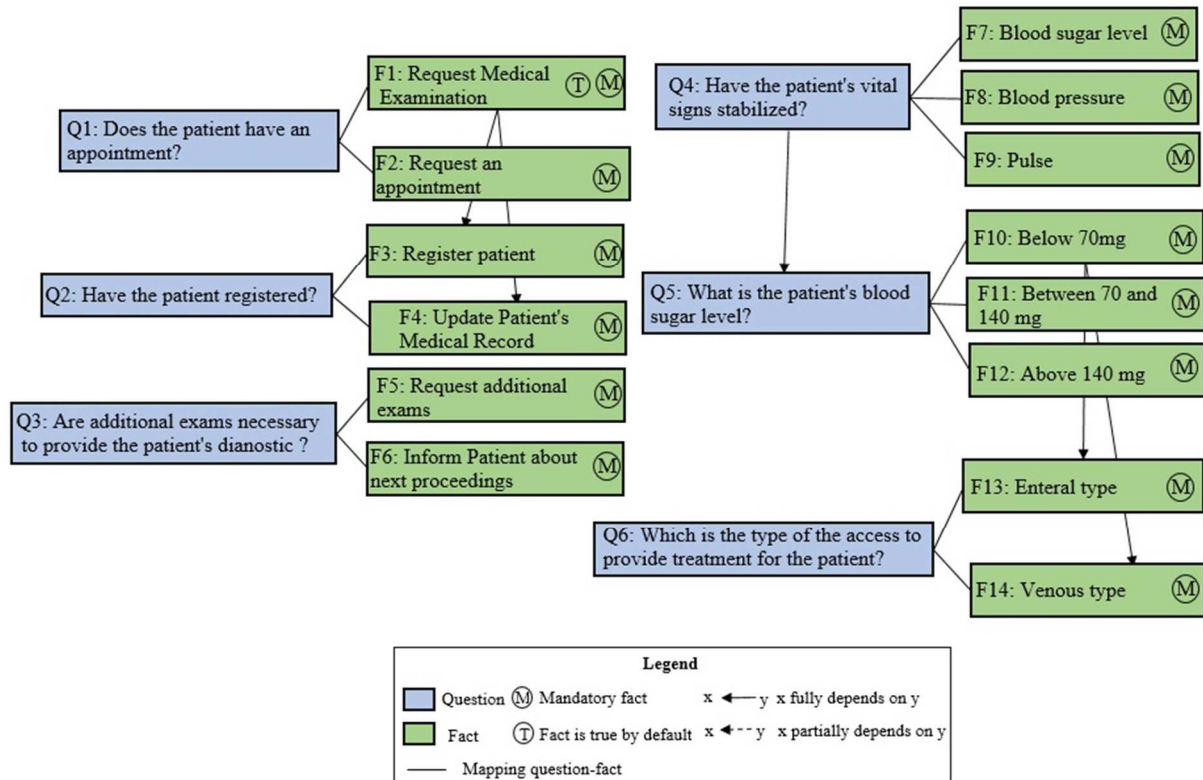 Q1: Does the patient have an
appointment?
F1: Request Medical
Examination
T M
F2: Request an
appointment
M
Q2: Have the patient registered?
F3: Register patient
M
F4: Update Patient's
Medical Record
M
Q3: Are additional exams necessary
to provide the patient's dianostic ?
F5: Request additional
exams
M
F6: Inform Patient about
next proceedings
M
Q4: Have the patient's vital
signs stabilized?
F7: Blood sugar level M
F8: Blood pressure M
F9: Pulse M
Q5: What is the patient's blood
sugar level?
F10: Below 70mg M
F11: Between 70 and
140 mg M
F12: Above 140 mg M
Q6: Which is the type of the access to
provide treatment for the patient?
F13: Enteral type M
F14: Venous type M
Legend
Question M Mandatory fact x y x fully depends on y
Fact T Fact is true by default x y x partially depends on y
Mapping question-fact